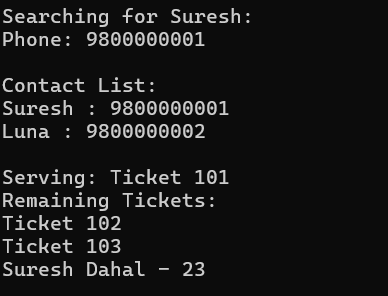 Searching for Suresh:
Phone: 9800000001
Contact List:
Suresh : 9800000001
Luna : 9800000002
Serving: Ticket 101
Remaining Tickets:
Ticket 102
Ticket 103
Suresh Dahal - 23